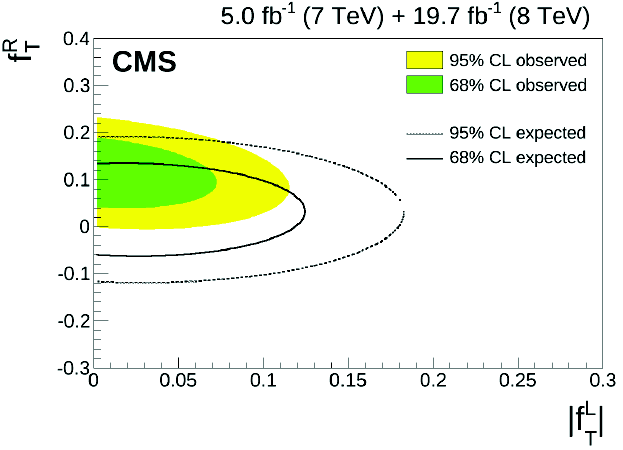 5.0 fb⁻¹ (7 TeV) + 19.7 fb⁻¹ (8 TeV)
f_T^R
CMS
95% CL observed
68% CL observed
95% CL expected
68% CL expected
0.4
0.3
0.2
0.1
0
-0.1
-0.2
-0.3
0 0.05 0.1 0.15 0.2 0.25 0.3
|f_T^L|